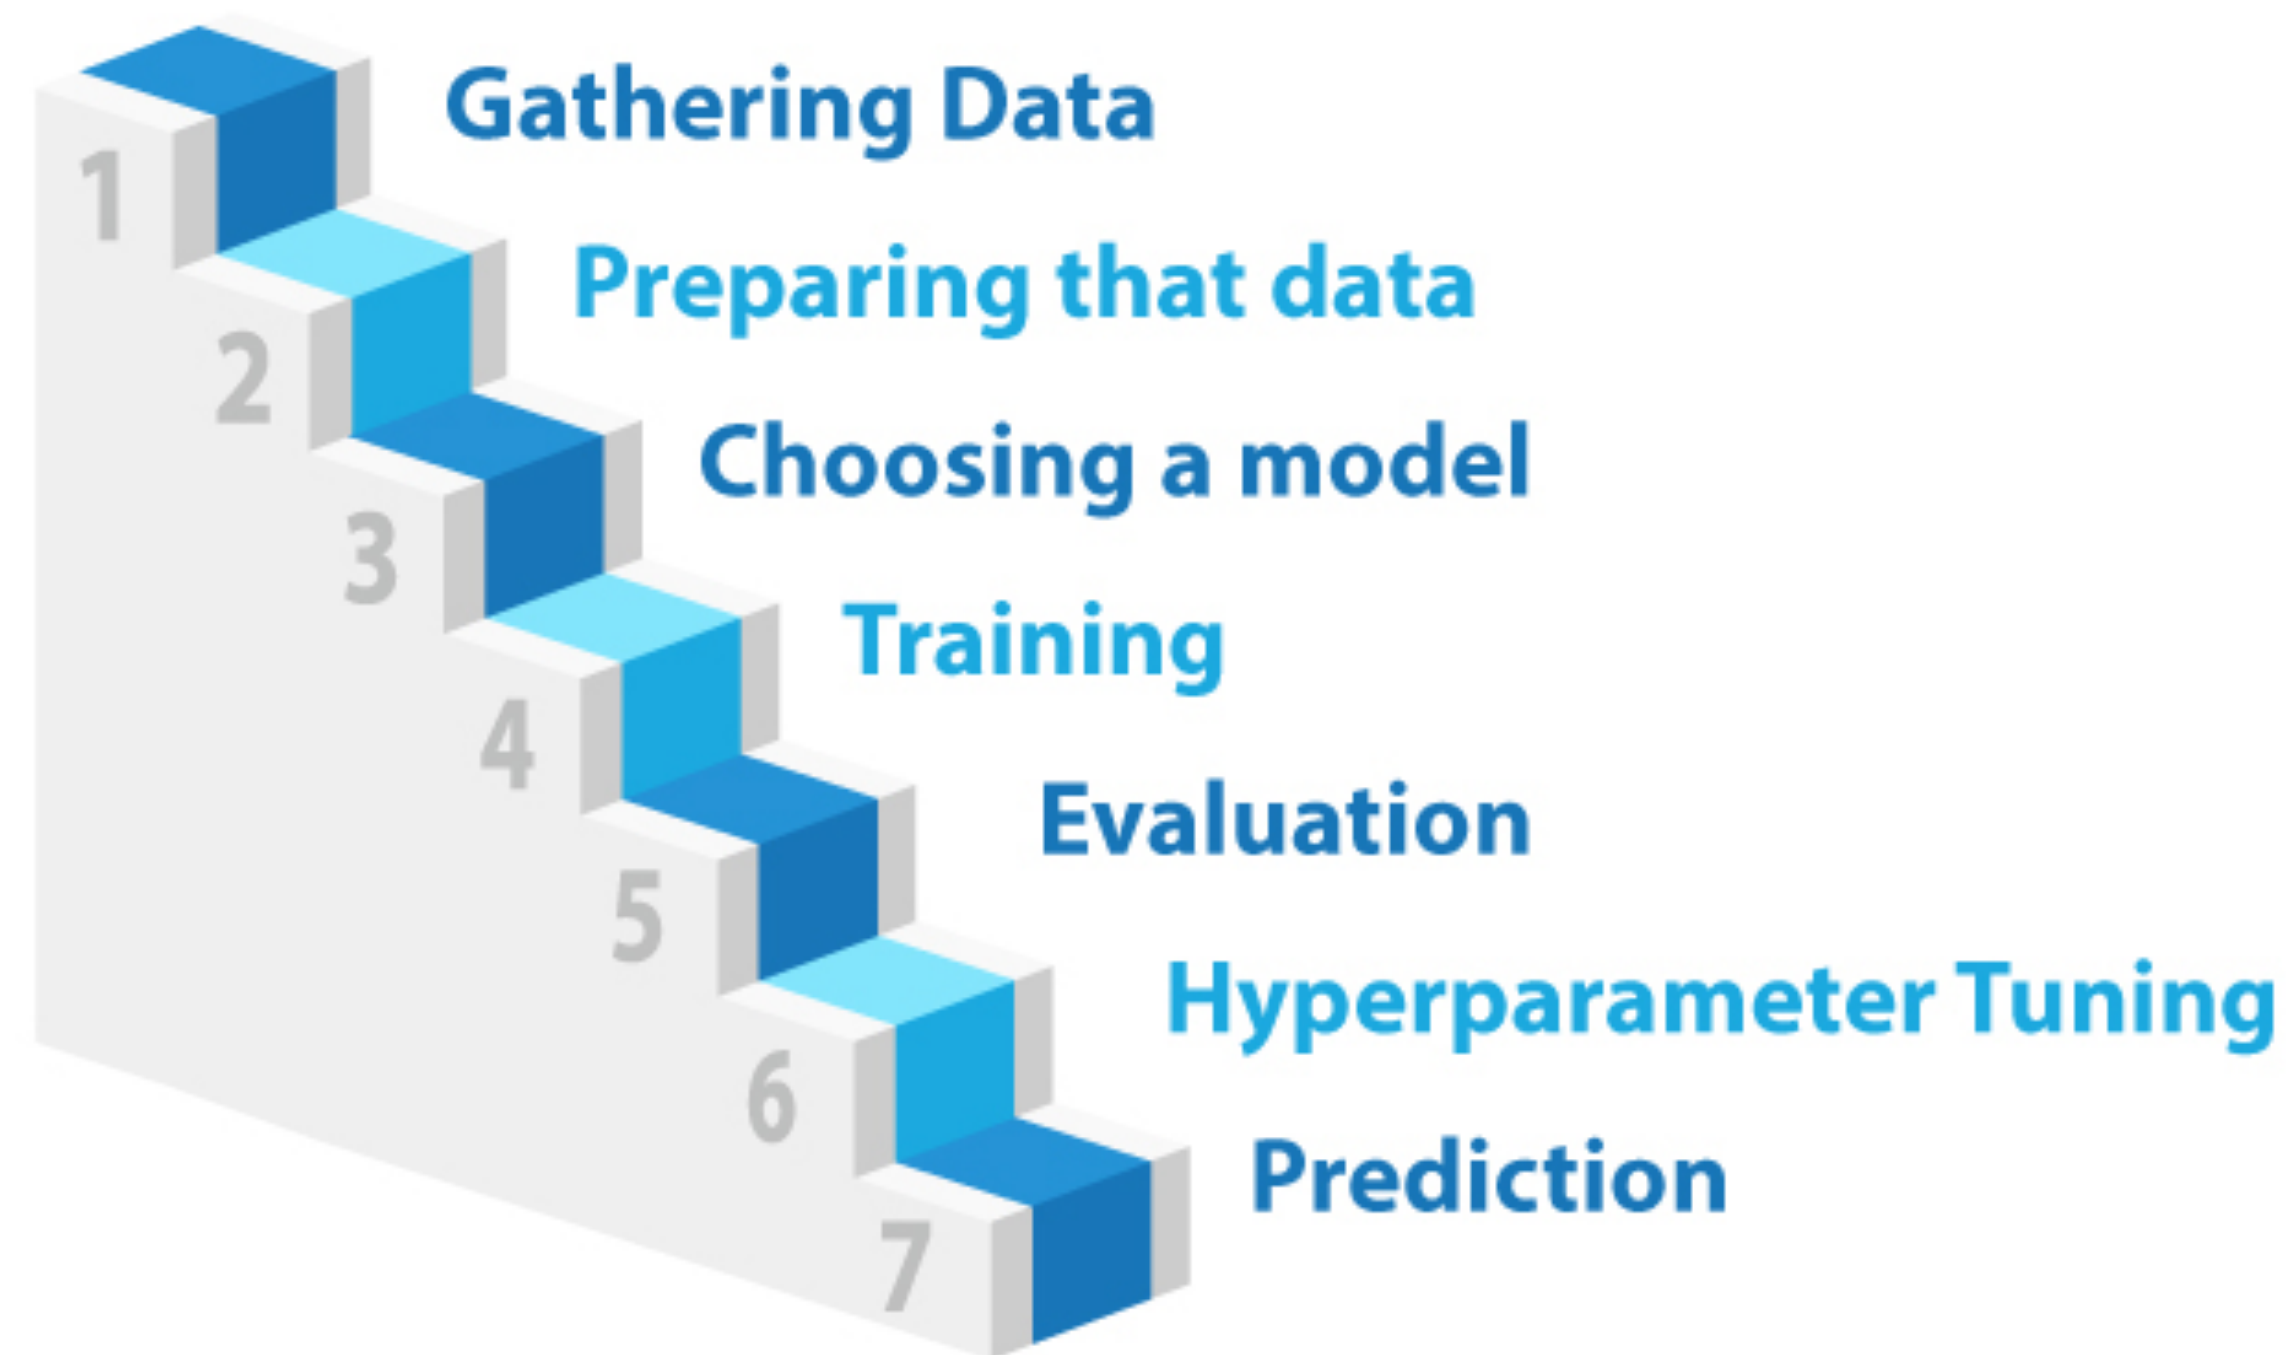 1 Gathering Data
2 Preparing that data
3 Choosing a model
4 Training
5 Evaluation
6 Hyperparameter Tuning
7 Prediction